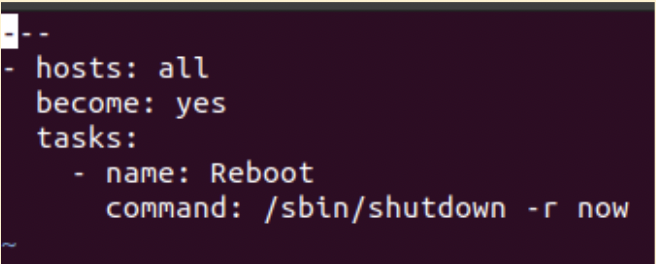 ---
- hosts: all
  become: yes
  tasks:
    - name: Reboot
      command: /sbin/shutdown -r now
~